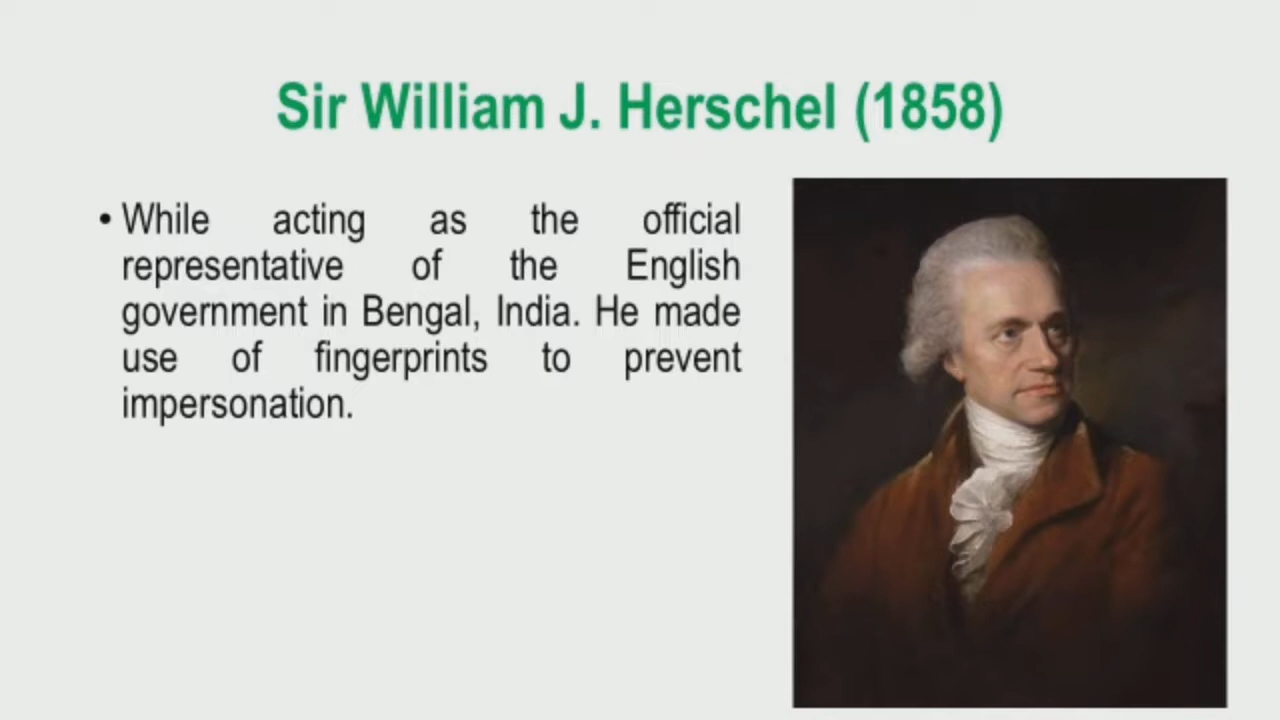 Sir William J. Herschel (1858)
• While acting as the official
representative of the English
government in Bengal, India. He made
use of fingerprints to prevent
impersonation.